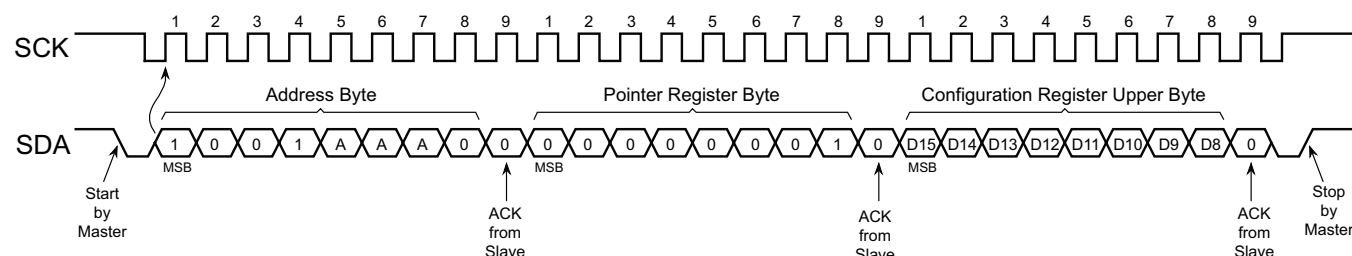 1 2 3 4 5 6 7 8 9 1 2 3 4 5 6 7 8 9 1 2 3 4 5 6 7 8 9
SCK
Address Byte Pointer Register Byte Configuration Register Upper Byte
SDA 1 0 0 1 A A A 0 0 0 0 0 0 0 0 0 1 0 D15 D14 D13 D12 D11 D10 D9 D8 0
MSB MSB MSB
Start
by
Master
ACK
from
Slave
ACK
from
Slave
ACK
from
Slave
Stop
by
Master